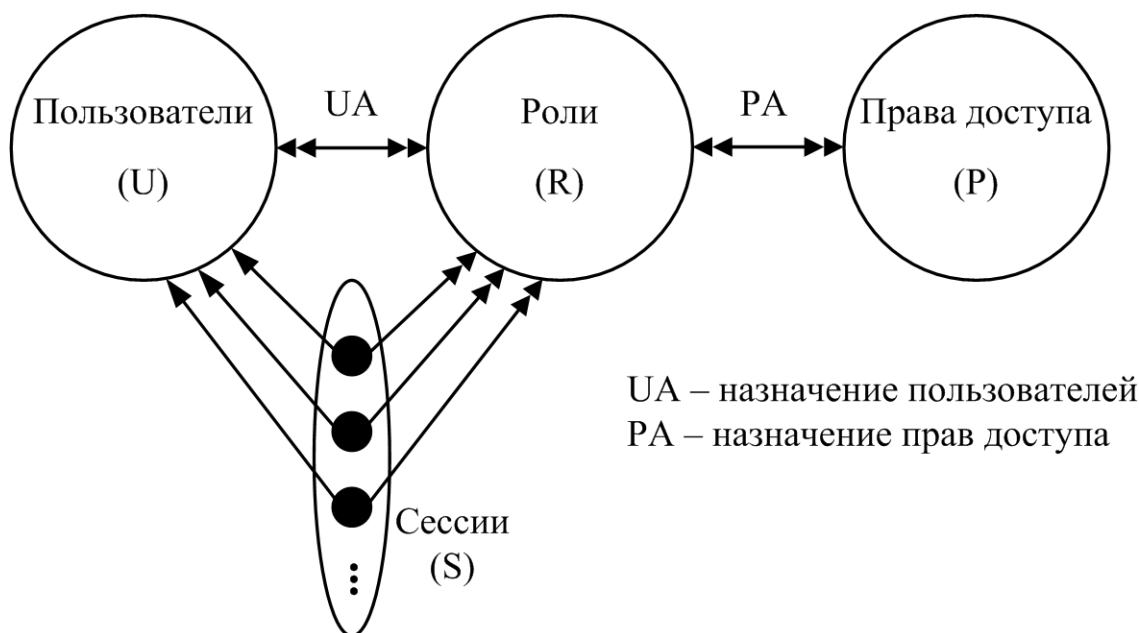 Пользователи
(U)
UA
Роли
(R)
PA
Права доступа
(P)
Сессии
(S)
UA – назначение пользователей
PA – назначение прав доступа